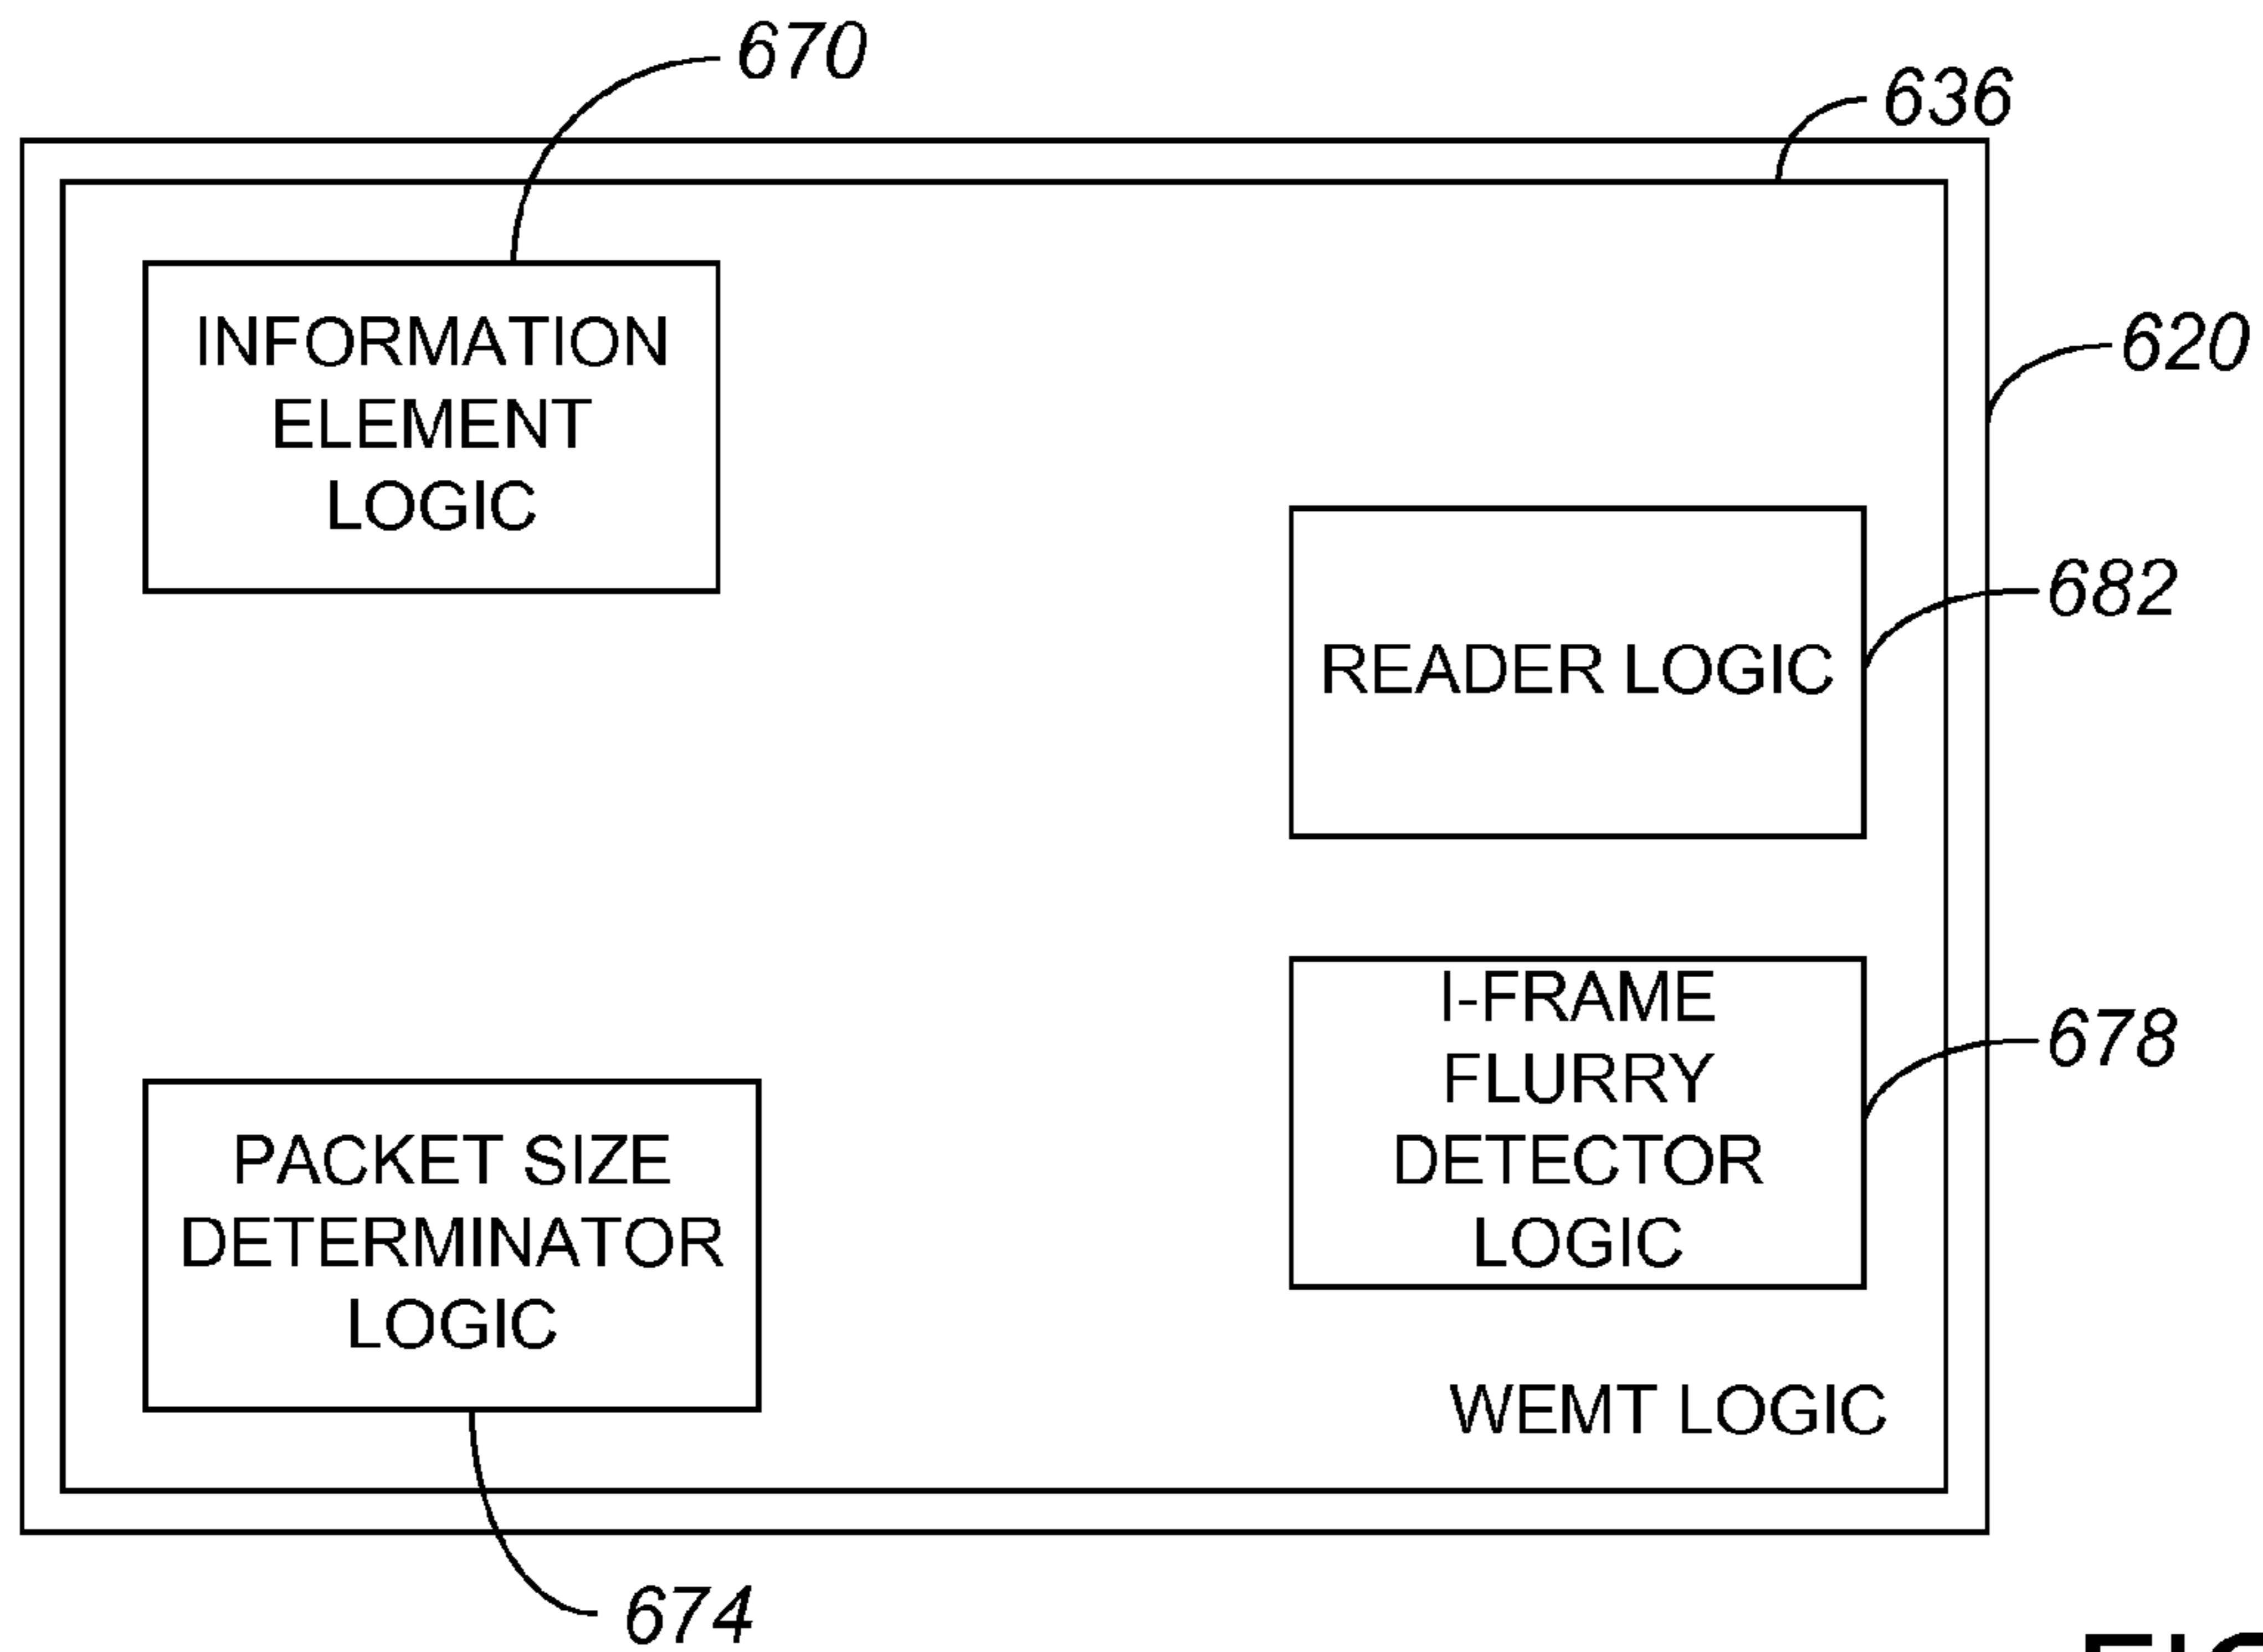 670
636
INFORMATION
ELEMENT
LOGIC
620
682
READER LOGIC
I-FRAME
FLURRY
DETECTOR
LOGIC
678
PACKET SIZE
DETERMINATOR
LOGIC
WEMT LOGIC
674